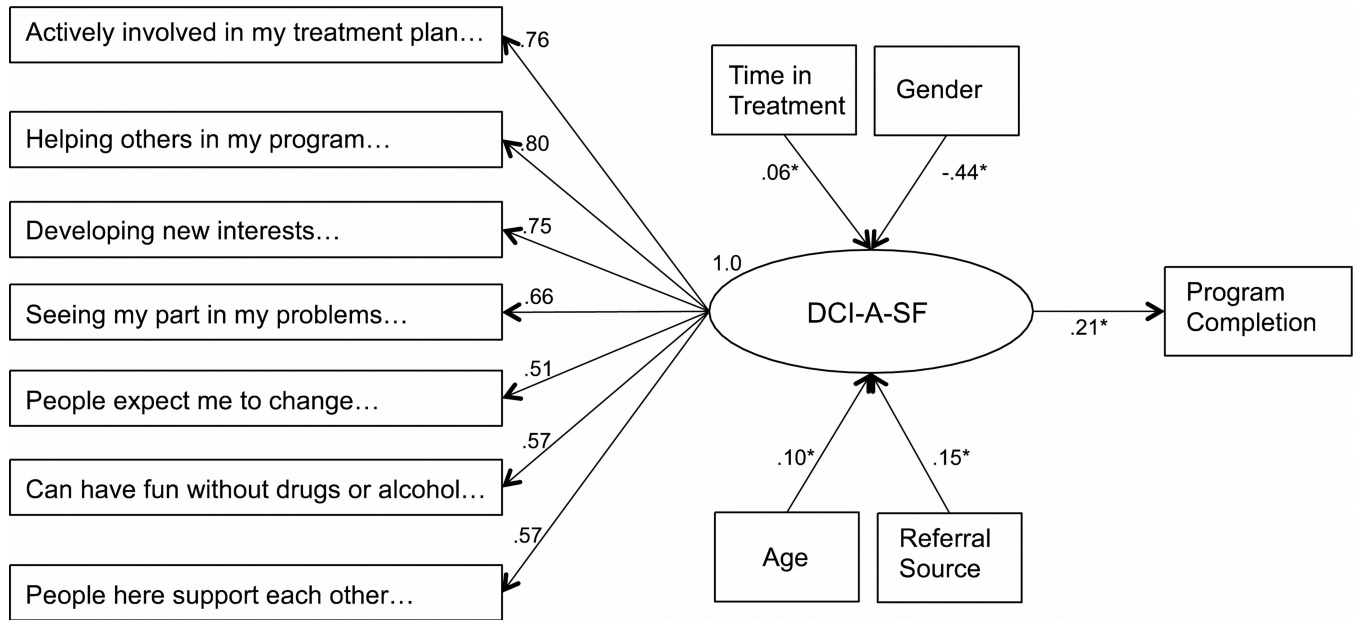 Actively involved in my treatment plan…
.76
Helping others in my program…
.80
Developing new interests…
.75
Seeing my part in my problems…
.66
People expect me to change…
.51
Can have fun without drugs or alcohol…
.57
People here support each other…
.57
Time in
Treatment
Gender
.06*
-.44*
1.0
DCI-A-SF
.21*
Program
Completion
.10*
.15*
Age
Referral
Source